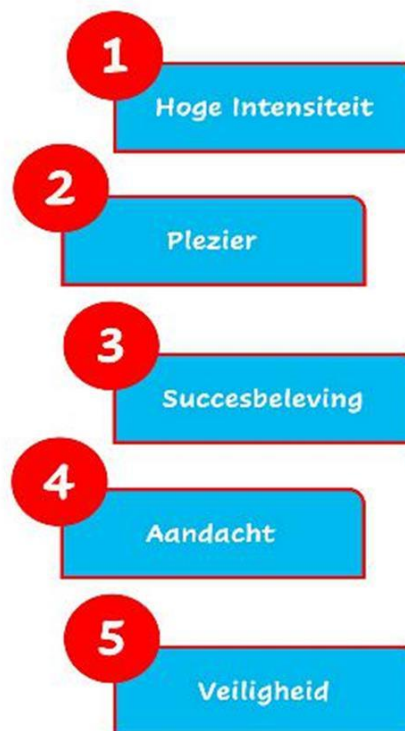 1
Hoge Intensiteit
2
Plezier
3
Succesbeleving
4
Aandacht
5
Veiligheid